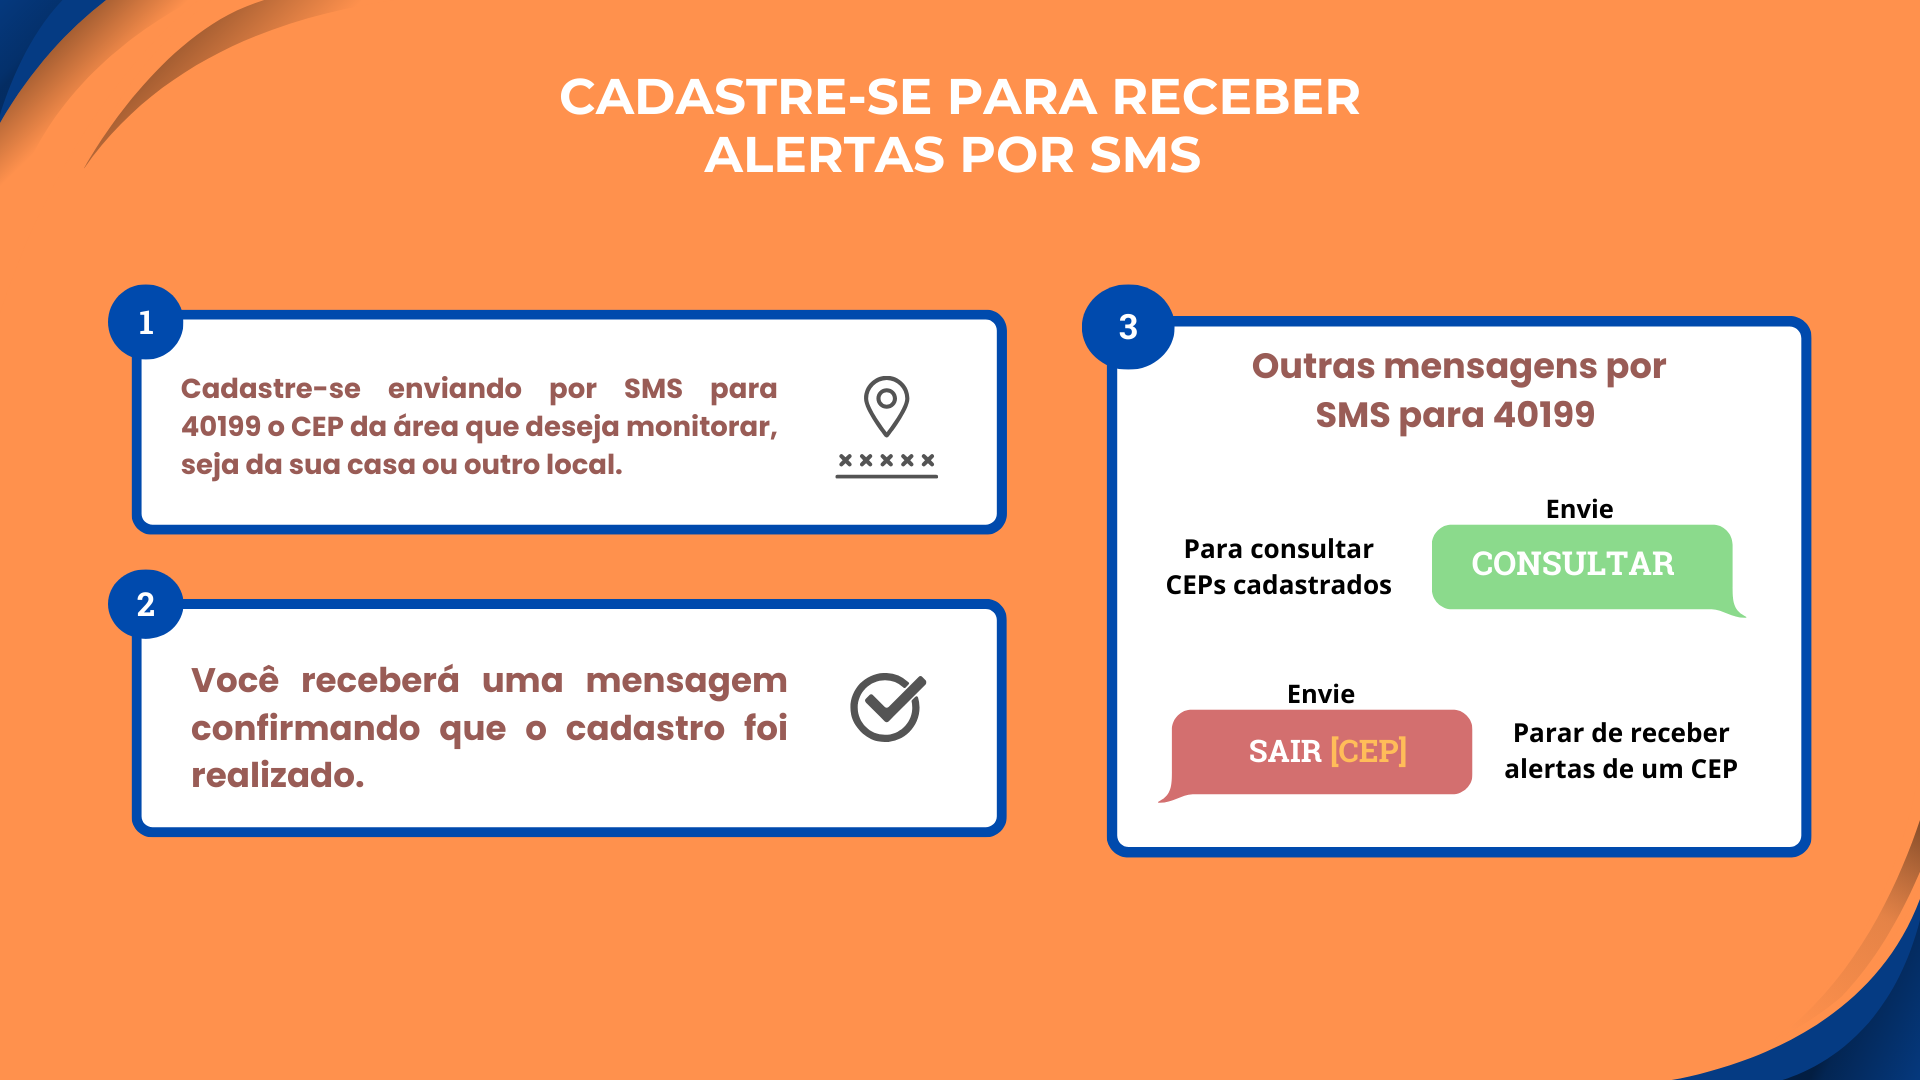 CADASTRE-SE PARA RECEBER
ALERTAS POR SMS
1
Cadastre-se enviando por SMS para
40199 o CEP da área que deseja monitorar,
seja da sua casa ou outro local.
2
Você receberá uma mensagem
confirmando que o cadastro foi
realizado.
3
Outras mensagens por
SMS para 40199
Para consultar
CEPs cadastrados
Envie
CONSULTAR
Envie
SAIR [CEP]
Parar de receber
alertas de um CEP